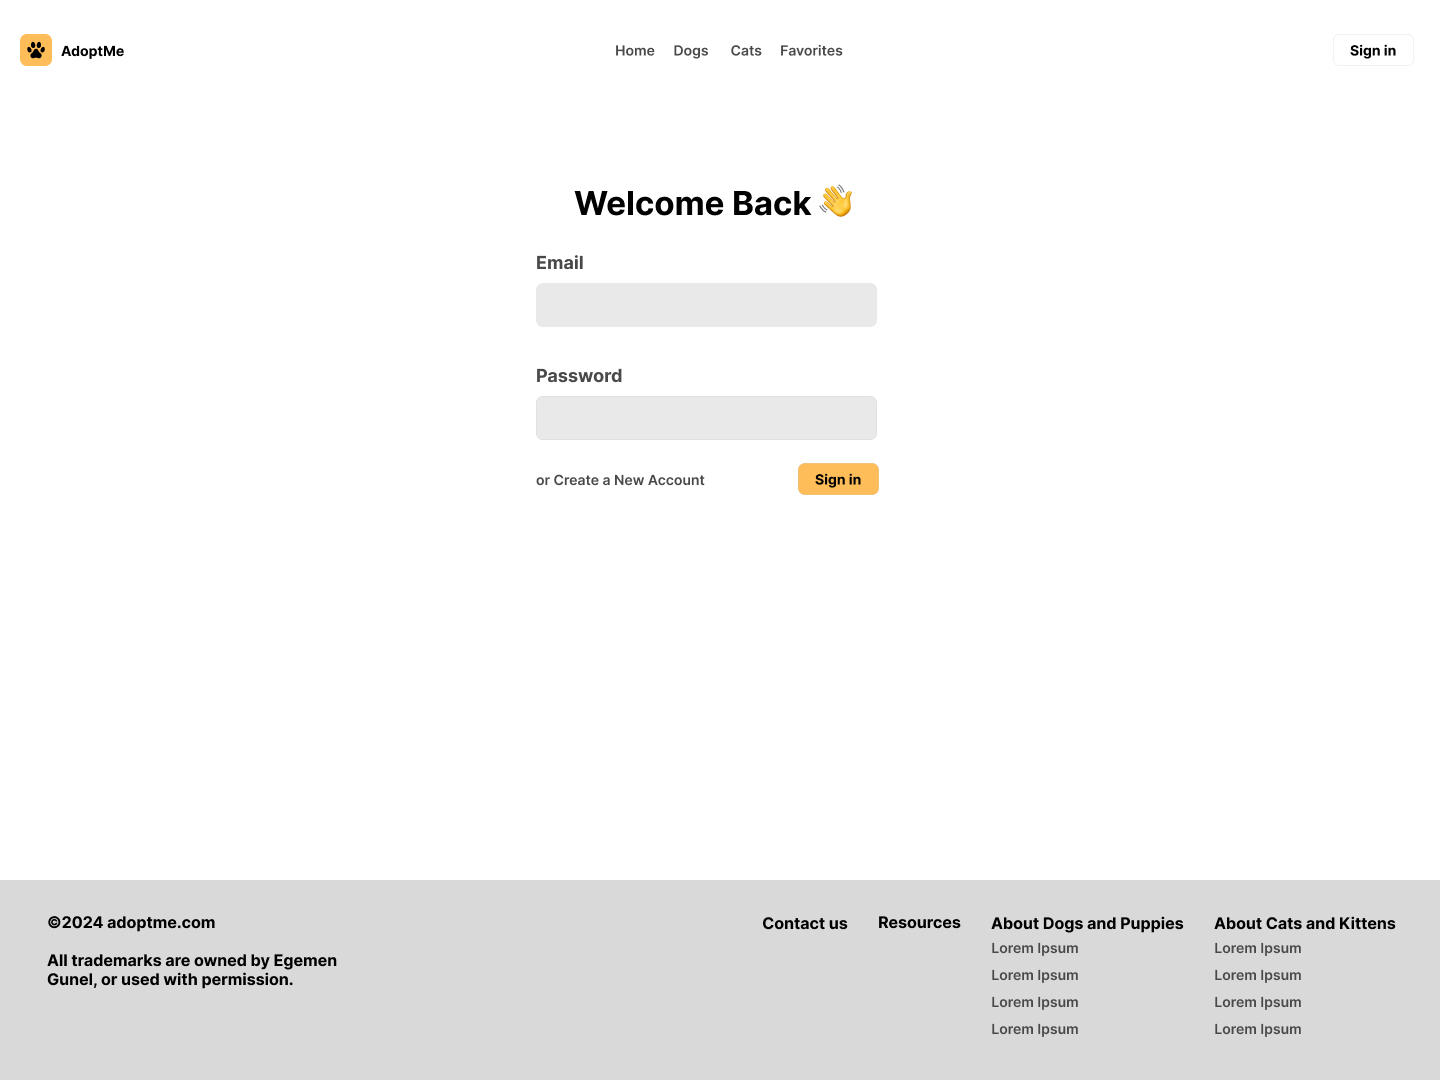 AdoptMe
Home Dogs Cats Favorites
Sign in
Welcome Back 👋
Email
Password
or Create a New Account
Sign in
©2024 adoptme.com
All trademarks are owned by Egemen
Gunel, or used with permission.
Contact us
Resources
About Dogs and Puppies
Lorem Ipsum
Lorem Ipsum
Lorem Ipsum
Lorem Ipsum
About Cats and Kittens
Lorem Ipsum
Lorem Ipsum
Lorem Ipsum
Lorem Ipsum